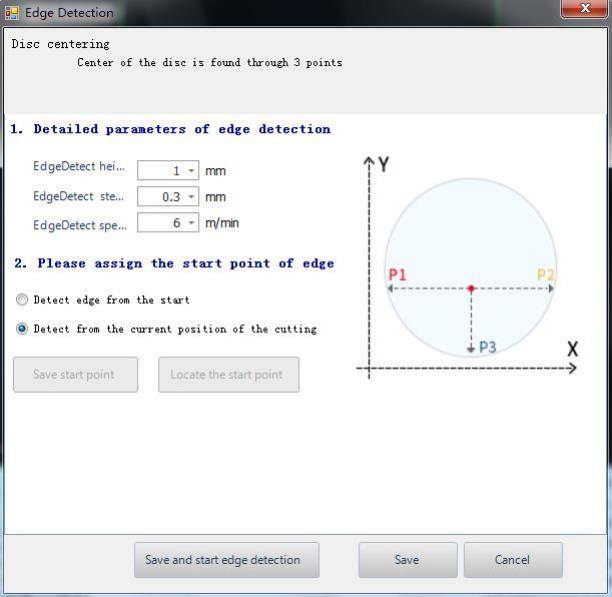 Edge Detection
Disc centering
Center of the disc is found through 3 points
1. Detailed parameters of edge detection
EdgeDetect hei... 1 mm
EdgeDetect ste... 0.3 mm
EdgeDetect spe... 6 m/min
2. Please assign the start point of edge
Detect edge from the start
Detect from the current position of the cutting
Save start point Locate the start point
Y
P1 P2
P3
X
Save and start edge detection Save Cancel